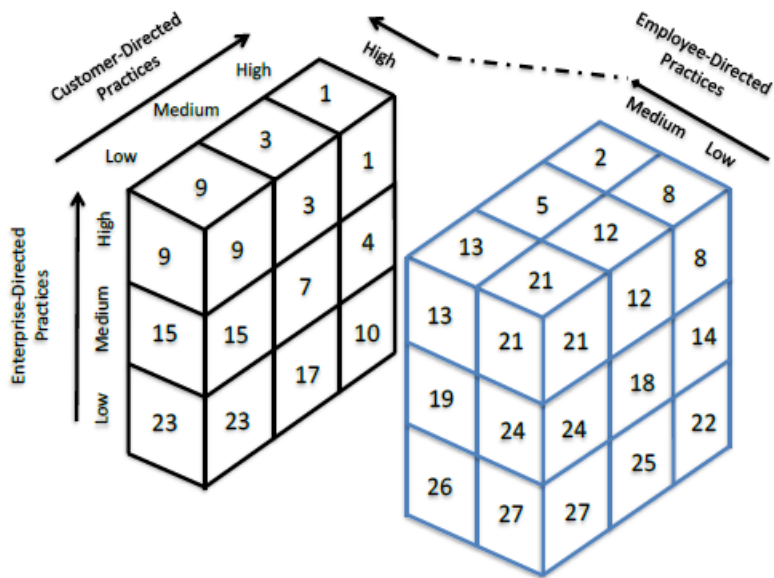 Customer-Directed
Practices
Low
Medium
High
High
Employee-Directed
Practices
Medium
Low
Enterprise-Directed
Practices
High
Medium
Low
1
3
9
1
3
9
9
4
7
15
15
10
17
23
23
2
8
5
12
13
21
8
12
13
21
21
14
18
19
24
24
22
25
26
27
27